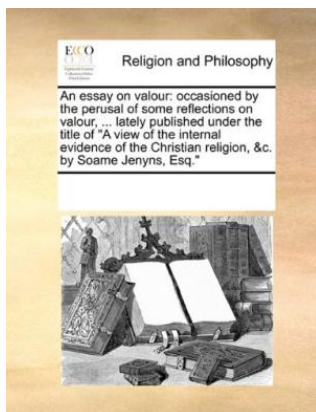 ECCO
Religion and Philosophy
An essay on valour: occasioned by
the perusal of some reflections on
valour, ... lately published under the
title of "A view of the internal
evidence of the Christian religion, &c.
by Soame Jenyns, Esq."